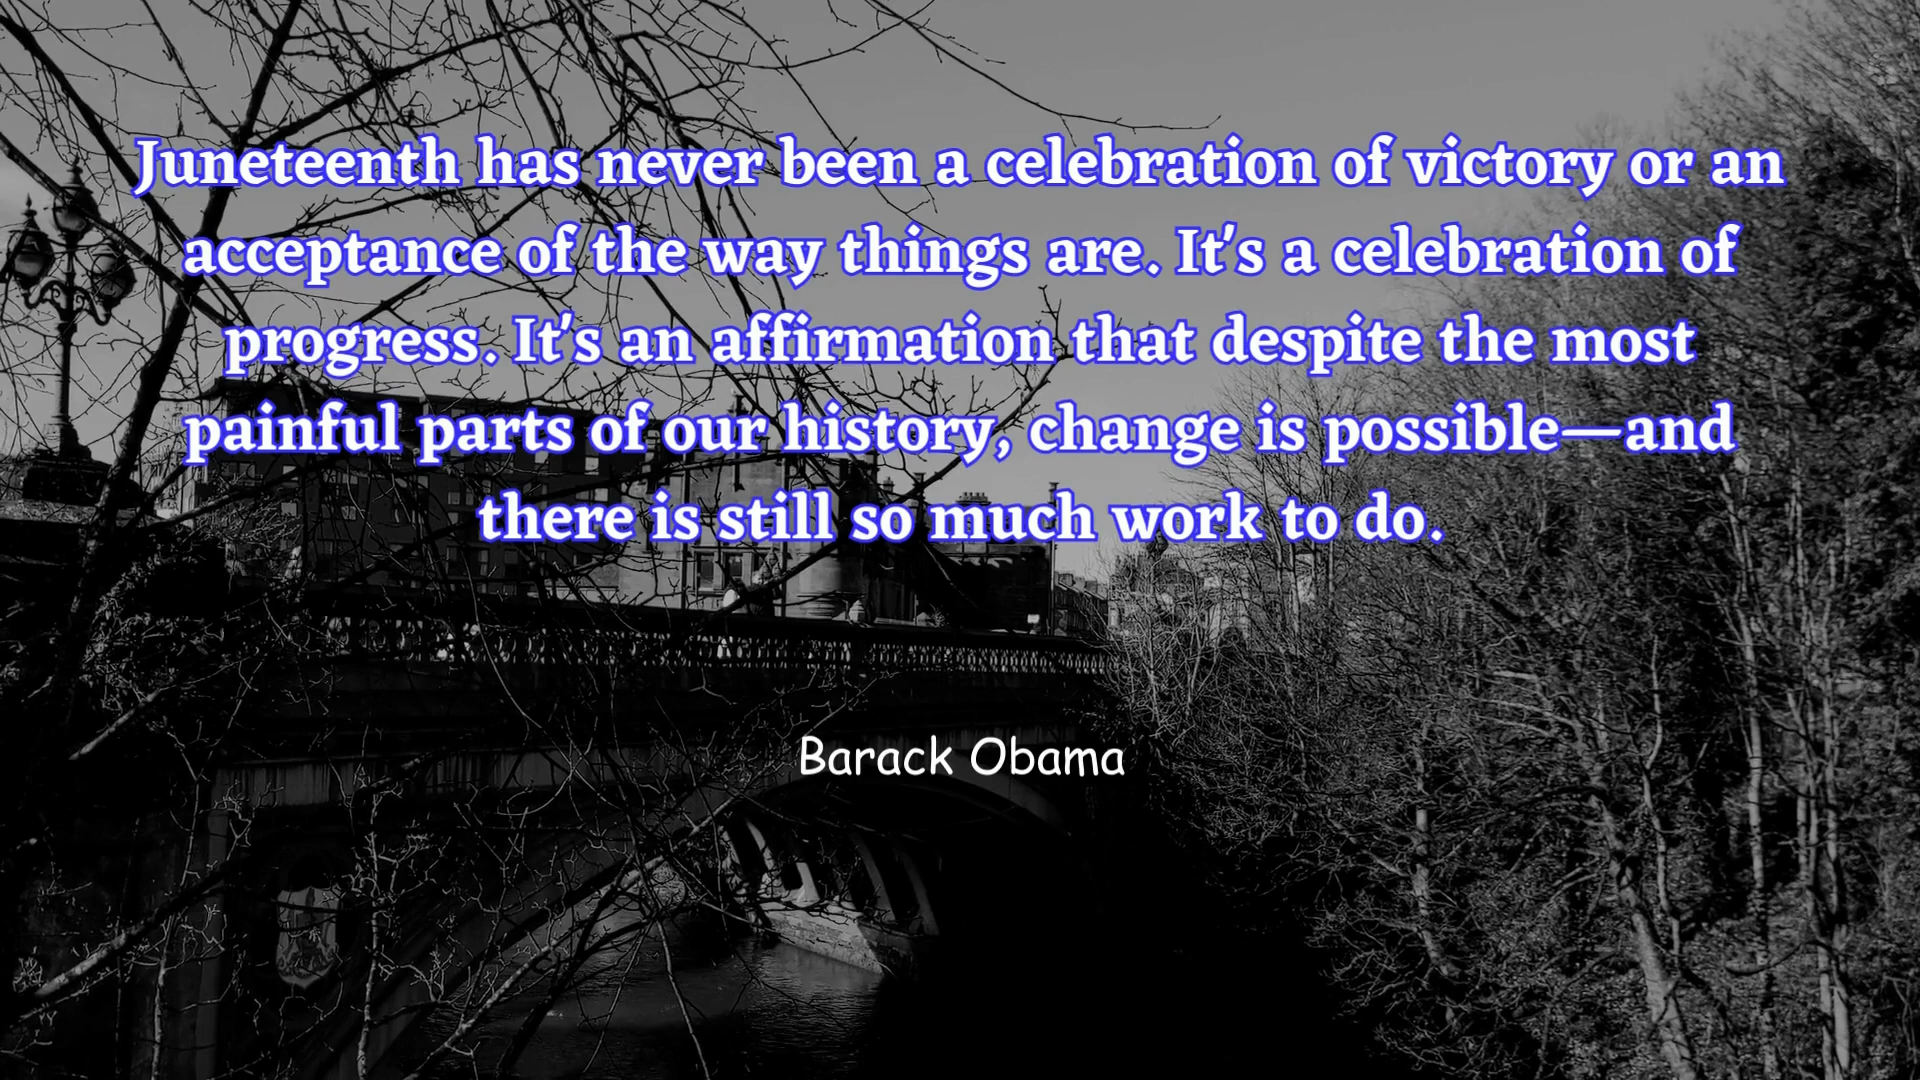 Juneteenth has never been a celebration of victory or an
acceptance of the way things are. It's a celebration of
progress. It's an affirmation that despite the most
painful parts of our history, change is possible—and
there is still so much work to do.
Barack Obama